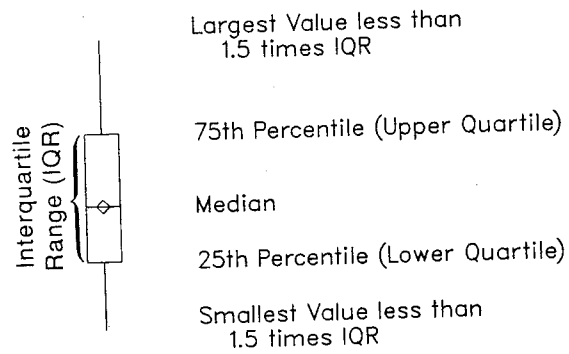 Largest Value less than
1.5 times IQR
75th Percentile (Upper Quartile)
Interquartile
Range (IQR)
Median
25th Percentile (Lower Quartile)
Smallest Value less than
1.5 times IQR